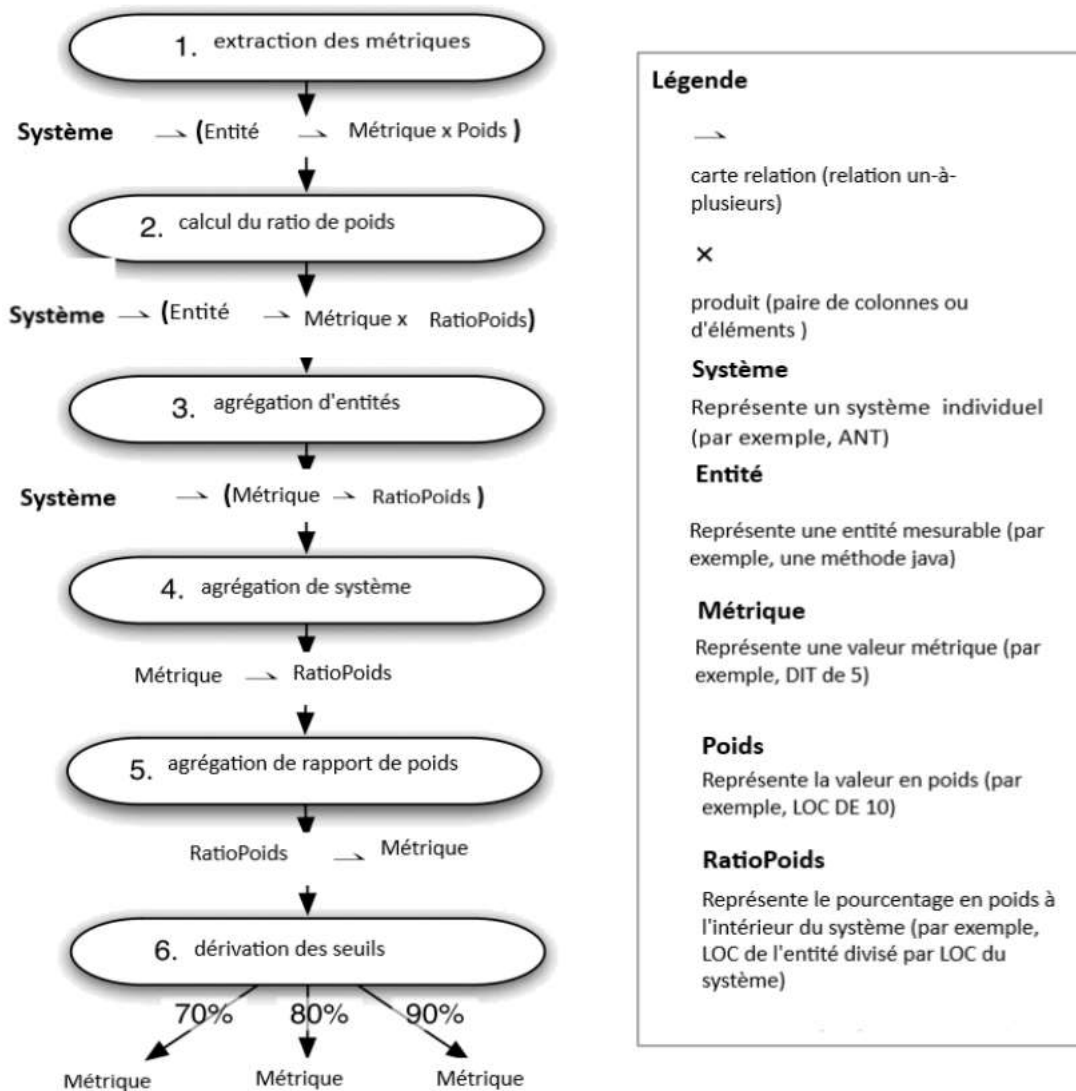 1. extraction des métriques
Système → (Entité → Métrique x Poids )
2. calcul du ratio de poids
Système → (Entité → Métrique x RatioPoids)
3. agrégation d'entités
Système → (Métrique → RatioPoids )
4. agrégation de système
Métrique → RatioPoids
5. agrégation de rapport de poids
RatioPoids → Métrique
6. dérivation des seuils
70% 80% 90%
Métrique Métrique Métrique
Légende
→
carte relation (relation un-à-
plusieurs)
×
produit (paire de colonnes ou
d'éléments )
Système
Représente un système individuel
(par exemple, ANT)
Entité
Représente une entité mesurable (par
exemple, une méthode java)
Métrique
Représente une valeur métrique (par
exemple, DIT de 5)
Poids
Représente la valeur en poids (par
exemple, LOC DE 10)
RatioPoids
Représente le pourcentage en poids à
l'intérieur du système (par exemple,
LOC de l'entité divisé par LOC du
système)